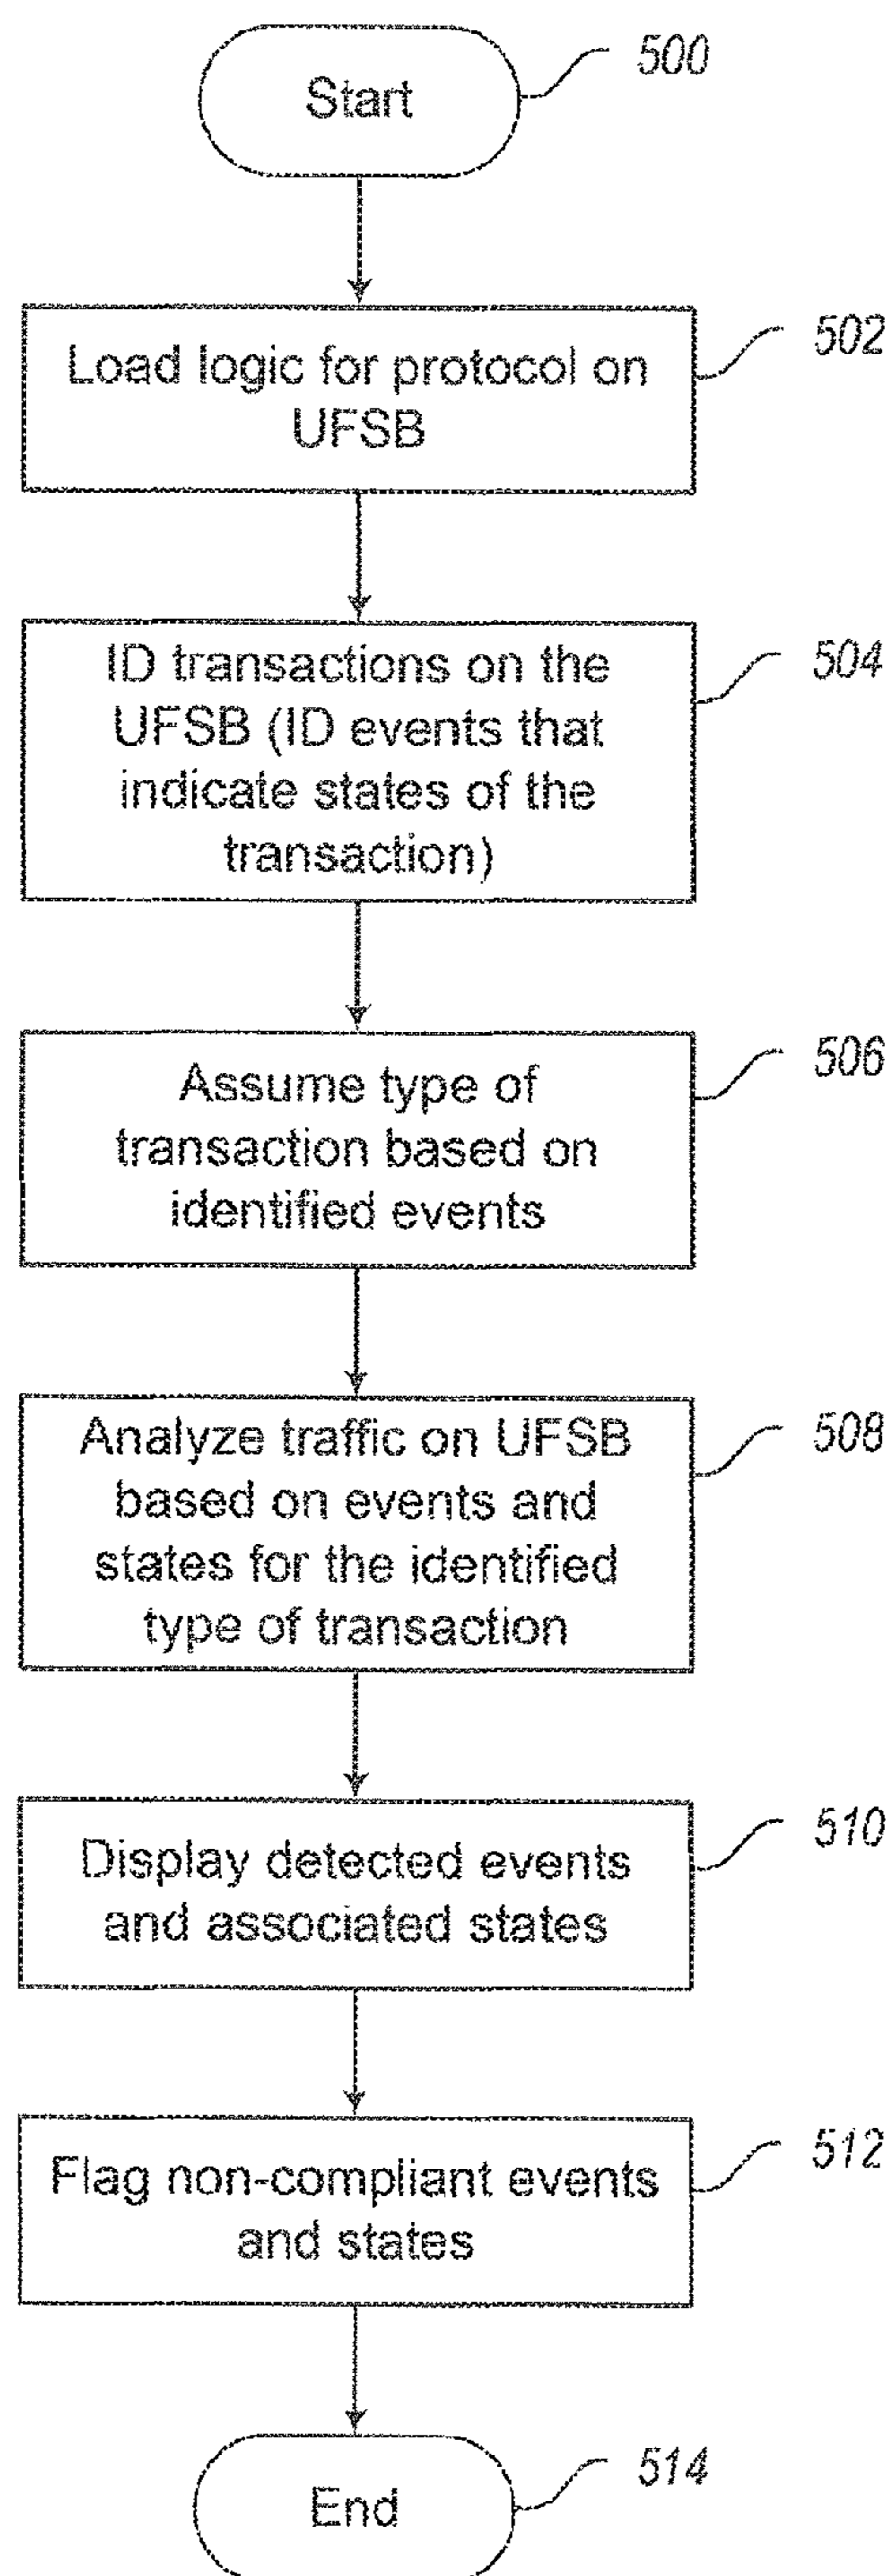 Start
500
Load logic for protocol on
UFSB
502
ID transactions on the
UFSB (ID events that
indicate states of the
transaction)
504
Assume type of
transaction based on
identified events
506
Analyze traffic on UFSB
based on events and
states for the identified
type of transaction
508
Display detected events
and associated states
510
Flag non-compliant events
and states
512
End
514